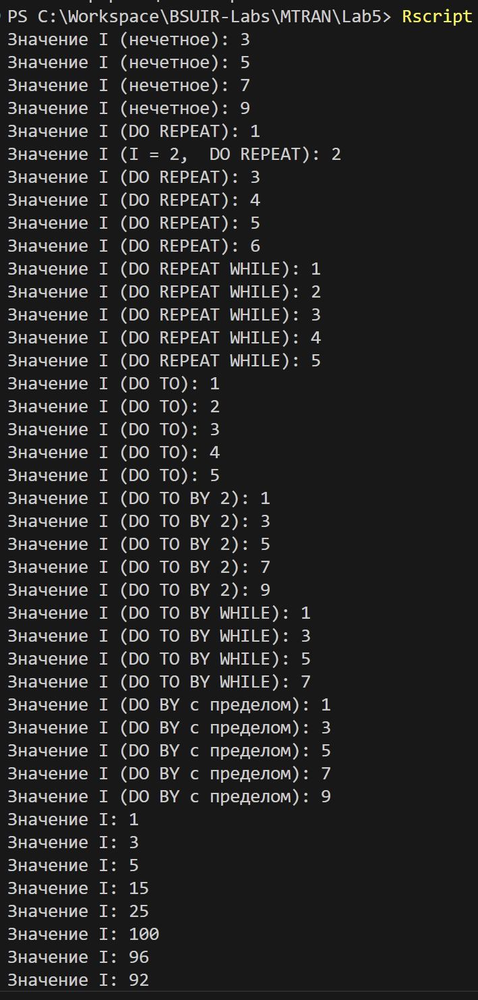 PS C:\Workspace\BSUIR-Labs\MTRAN\Lab5> Rscript
Значение I (нечетное): 3
Значение I (нечетное): 5
Значение I (нечетное): 7
Значение I (нечетное): 9
Значение I (DO REPEAT): 1
Значение I (I = 2,  DO REPEAT): 2
Значение I (DO REPEAT): 3
Значение I (DO REPEAT): 4
Значение I (DO REPEAT): 5
Значение I (DO REPEAT): 6
Значение I (DO REPEAT WHILE): 1
Значение I (DO REPEAT WHILE): 2
Значение I (DO REPEAT WHILE): 3
Значение I (DO REPEAT WHILE): 4
Значение I (DO REPEAT WHILE): 5
Значение I (DO TO): 1
Значение I (DO TO): 2
Значение I (DO TO): 3
Значение I (DO TO): 4
Значение I (DO TO): 5
Значение I (DO TO BY 2): 1
Значение I (DO TO BY 2): 3
Значение I (DO TO BY 2): 5
Значение I (DO TO BY 2): 7
Значение I (DO TO BY 2): 9
Значение I (DO TO BY WHILE): 1
Значение I (DO TO BY WHILE): 3
Значение I (DO TO BY WHILE): 5
Значение I (DO TO BY WHILE): 7
Значение I (DO BY с пределом): 1
Значение I (DO BY с пределом): 3
Значение I (DO BY с пределом): 5
Значение I (DO BY с пределом): 7
Значение I (DO BY с пределом): 9
Значение I: 1
Значение I: 3
Значение I: 5
Значение I: 15
Значение I: 25
Значение I: 100
Значение I: 96
Значение I: 92